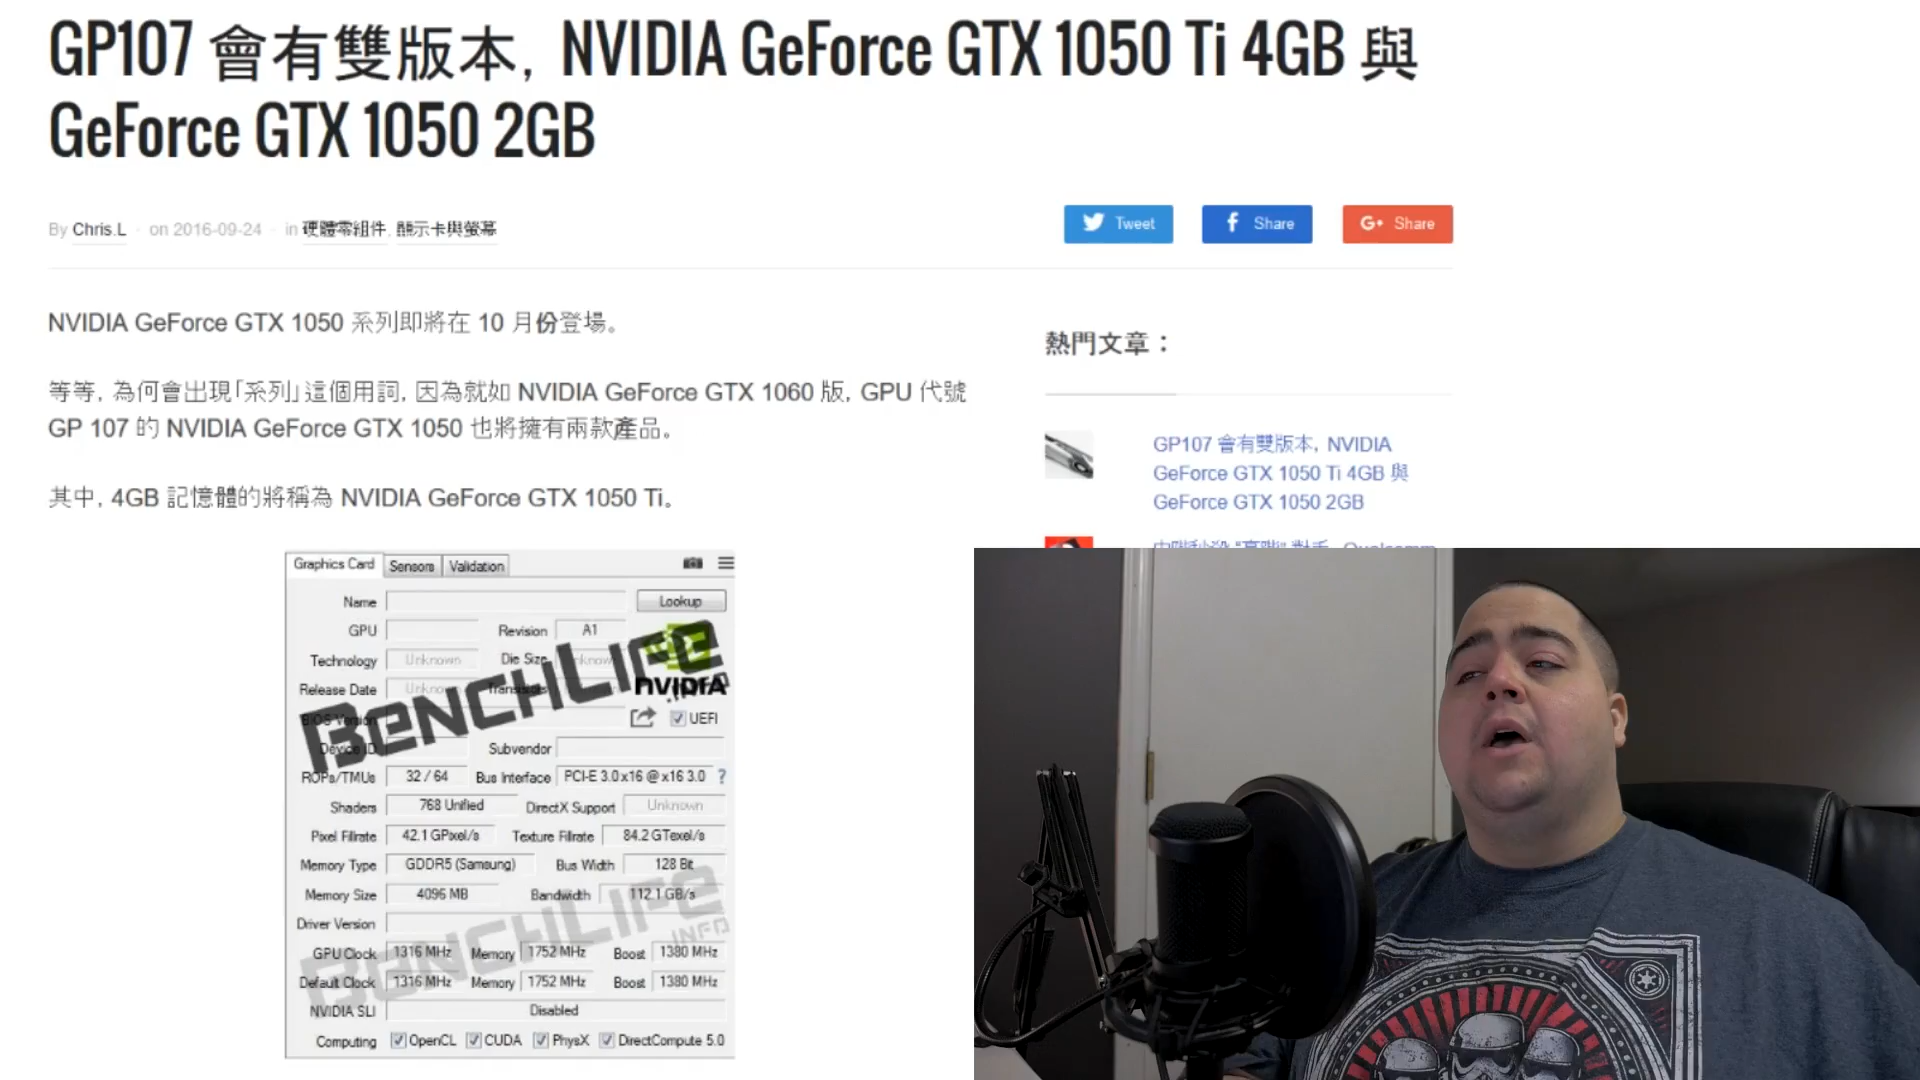 GP107 會有雙版本, NVIDIA GeForce GTX 1050 Ti 4GB 與
GeForce GTX 1050 2GB
By Chris.L · on 2016-09-24 · in 硬體零組件, 顯示卡與螢幕
Tweet
Share
G+ Share
NVIDIA GeForce GTX 1050 系列即將在 10 月份登場。
等等, 為何會出現「系列」這個用詞, 因為就如 NVIDIA GeForce GTX 1060 版, GPU 代號
GP 107 的 NVIDIA GeForce GTX 1050 也將擁有兩款產品。
其中, 4GB 記憶體的將稱為 NVIDIA GeForce GTX 1050 Ti。
熱門文章：
GP107 會有雙版本, NVIDIA
GeForce GTX 1050 Ti 4GB 與
GeForce GTX 1050 2GB
Graphics Card Sensors Validation
Name Lookup
GPU Revision A1
Technology Unknown Die Size
Release Date
BIOS Version UEFI
Device ID Subvendor
ROPs/TMUs 32 / 64 Bus Interface PCI-E 3.0 x16 @ x16 3.0 ?
Shaders 768 Unified DirectX Support Unknown
Pixel Fillrate 42.1 GPixel/s Texture Fillrate 84.2 GTexel/s
Memory Type GDDR5 (Samsung) Bus Width 128 Bit
Memory Size 4096 MB Bandwidth 112.1 GB/s
Driver Version
GPU Clock 1316 MHz Memory 1752 MHz Boost 1380 MHz
Default Clock 1316 MHz Memory 1752 MHz Boost 1380 MHz
NVIDIA SLI Disabled
Computing OpenCL CUDA PhysX DirectCompute 5.0
BENCHLIFE
nVIDIA
BENCHLIFE
.INFO